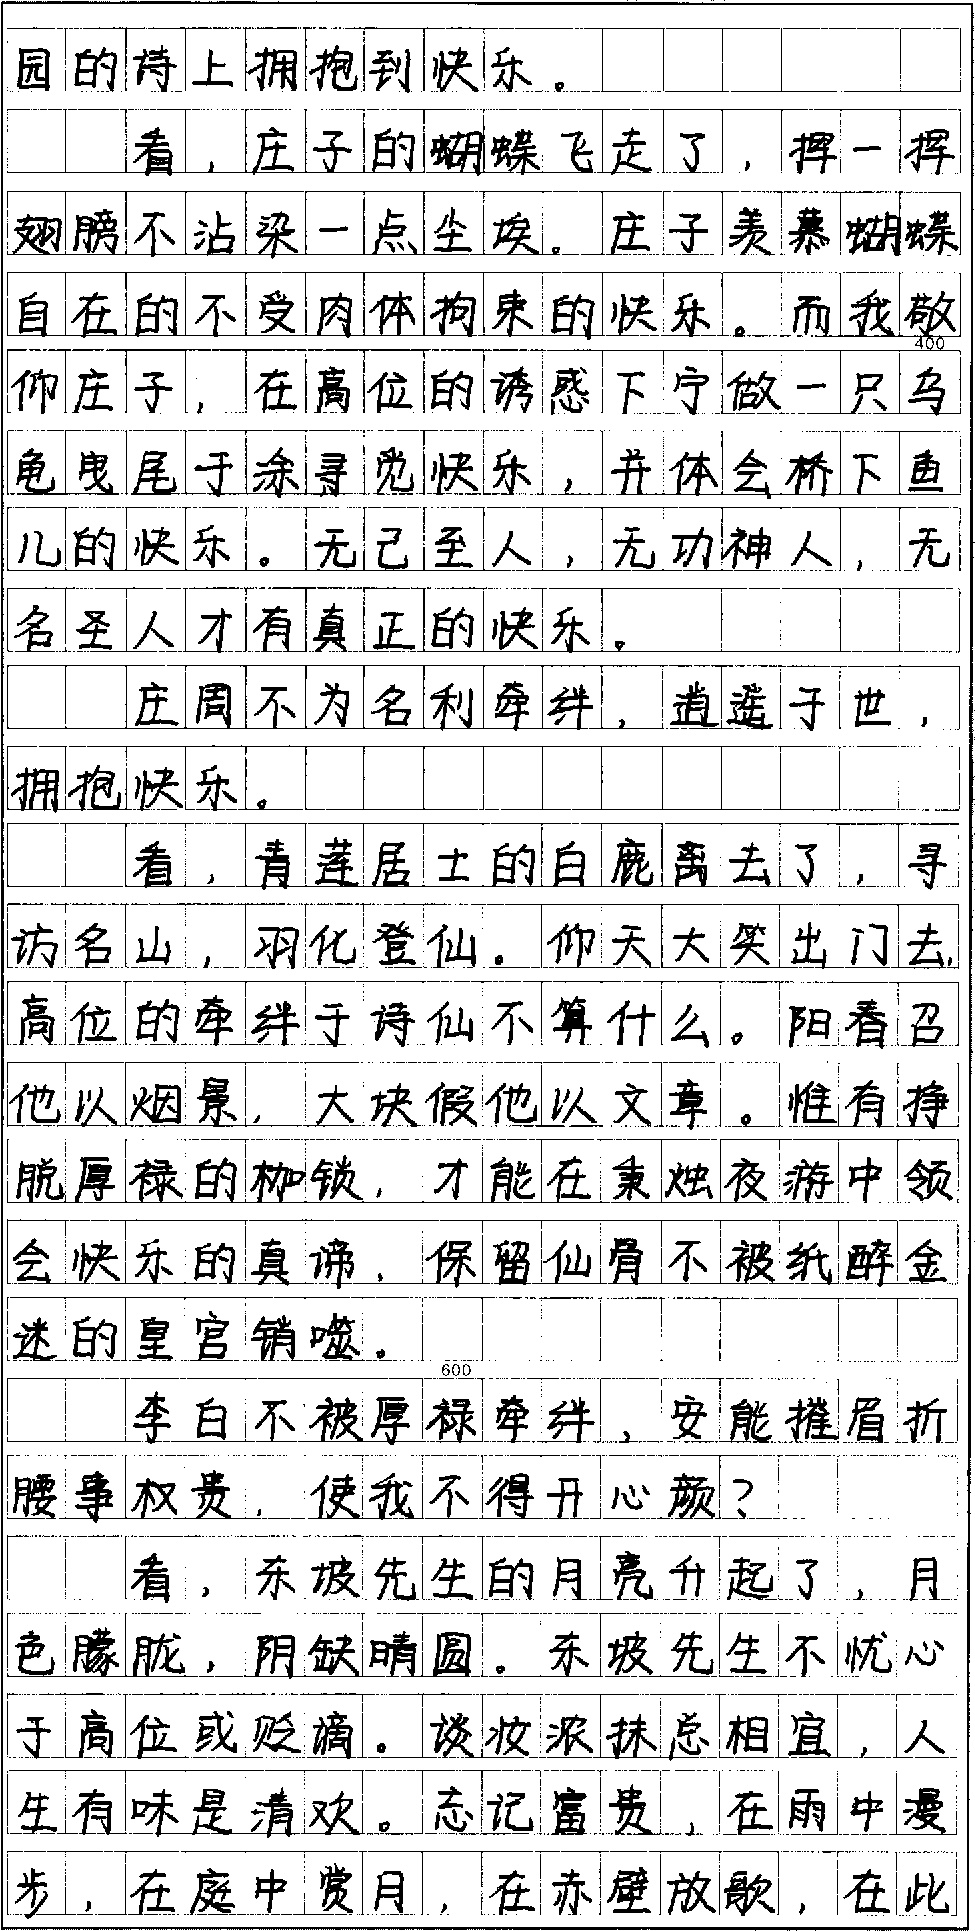 园的诗上拥抱到快乐。
看，庄子的蝴蝶飞走了，挥一挥
翅膀不沾染一点尘埃。庄子羡慕蝴蝶
自在的不受肉体拘束的快乐。而我敬
400
仰庄子，在高位的诱惑下宁做一只乌
龟曳尾于涂寻觉快乐，并体会桥下鱼
儿的快乐。无己至人，无功神人，无
名圣人才有真正的快乐。
庄周不为名利牵绊，逍遥于世，
拥抱快乐。
看，青莲居士的白鹿离去了，寻
访名山，羽化登仙。仰天大笑出门去，
高位的牵绊于诗仙不算什么。阳春召
他以烟景，大块假他以文章。惟有挣
脱厚禄的枷锁，才能在秉烛夜游中领
会快乐的真谛，保留仙骨不被纸醉金
迷的皇宫销噬。
600
李白不被厚禄牵绊，安能摧眉折
腰事权贵，使我不得开心颜？
看，东坡先生的月亮升起了，月
色朦胧，阴缺晴圆。东坡先生不忧心
于高位或贬谪。谈妆浓抹总相宜，人
生有味是清欢。忘记富贵，在雨中漫
步，在庭中赏月，在赤壁放歌，在此